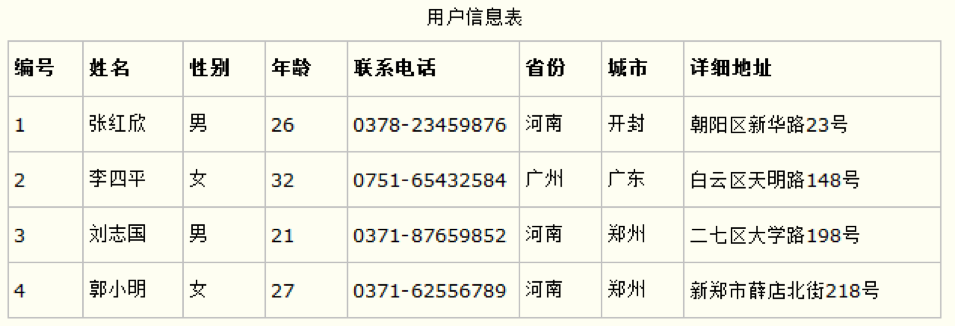 用户信息表
编号 姓名 性别 年龄 联系电话 省份 城市 详细地址
1 张红欣 男 26 0378-23459876 河南 开封 朝阳区新华路23号
2 李四平 女 32 0751-65432584 广州 广东 白云区天明路148号
3 刘志国 男 21 0371-87659852 河南 郑州 二七区大学路198号
4 郭小明 女 27 0371-62556789 河南 郑州 新郑市薛店北街218号